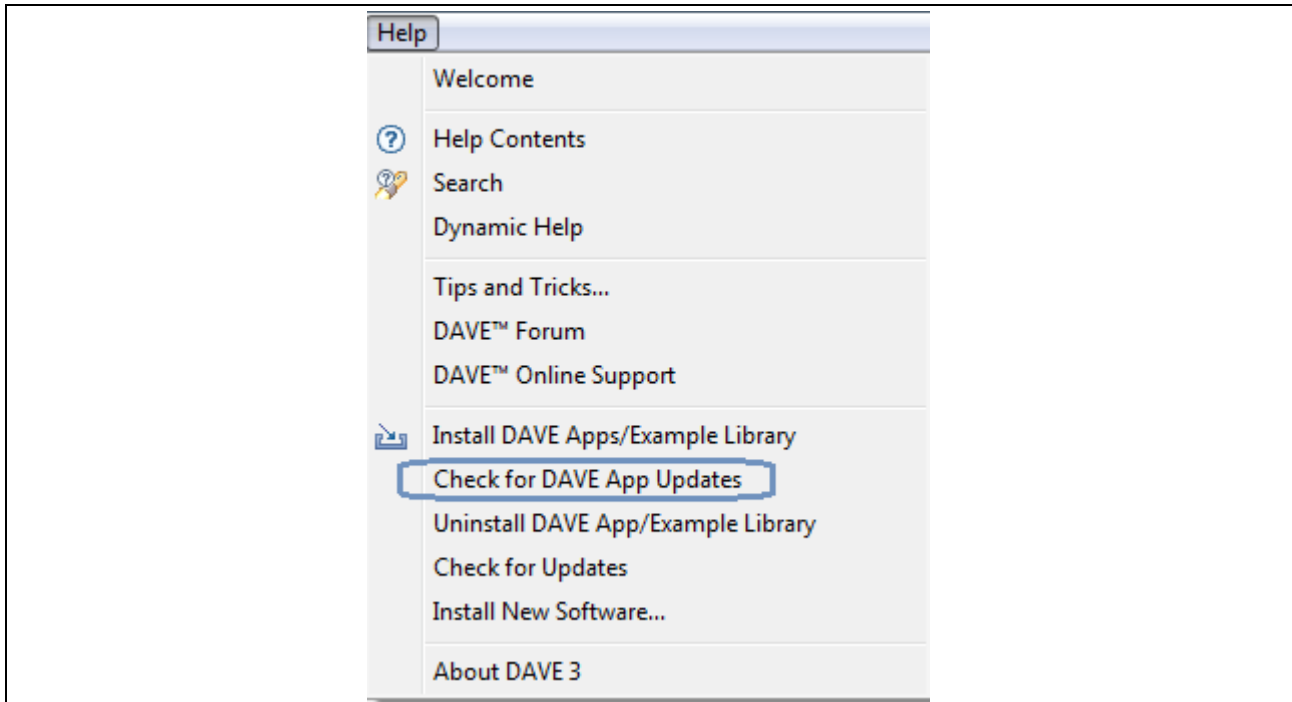 Help
Welcome
Help Contents
Search
Dynamic Help
Tips and Tricks...
DAVE™ Forum
DAVE™ Online Support
Install DAVE Apps/Example Library
Check for DAVE App Updates
Uninstall DAVE App/Example Library
Check for Updates
Install New Software...
About DAVE 3